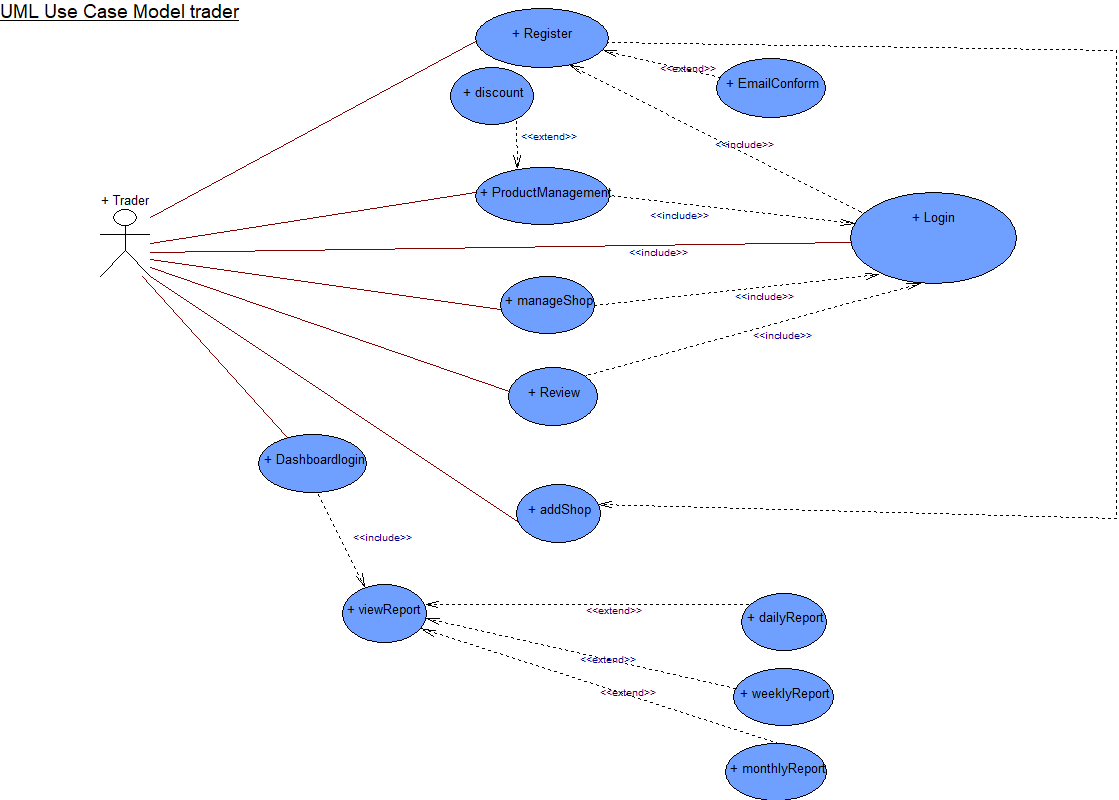 UML Use Case Model trader
+ Register
<<extend>>
+ EmailConform
+ discount
<<extend>>
<<include>>
+ Trader
+ ProductManagement
<<include>>
+ Login
<<include>>
+ manageShop
<<include>>
<<include>>
+ Review
+ Dashboardlogin
+ addShop
<<include>>
+ viewReport
<<extend>>
+ dailyReport
<<extend>>
<<extend>>
+ weeklyReport
+ monthlyReport